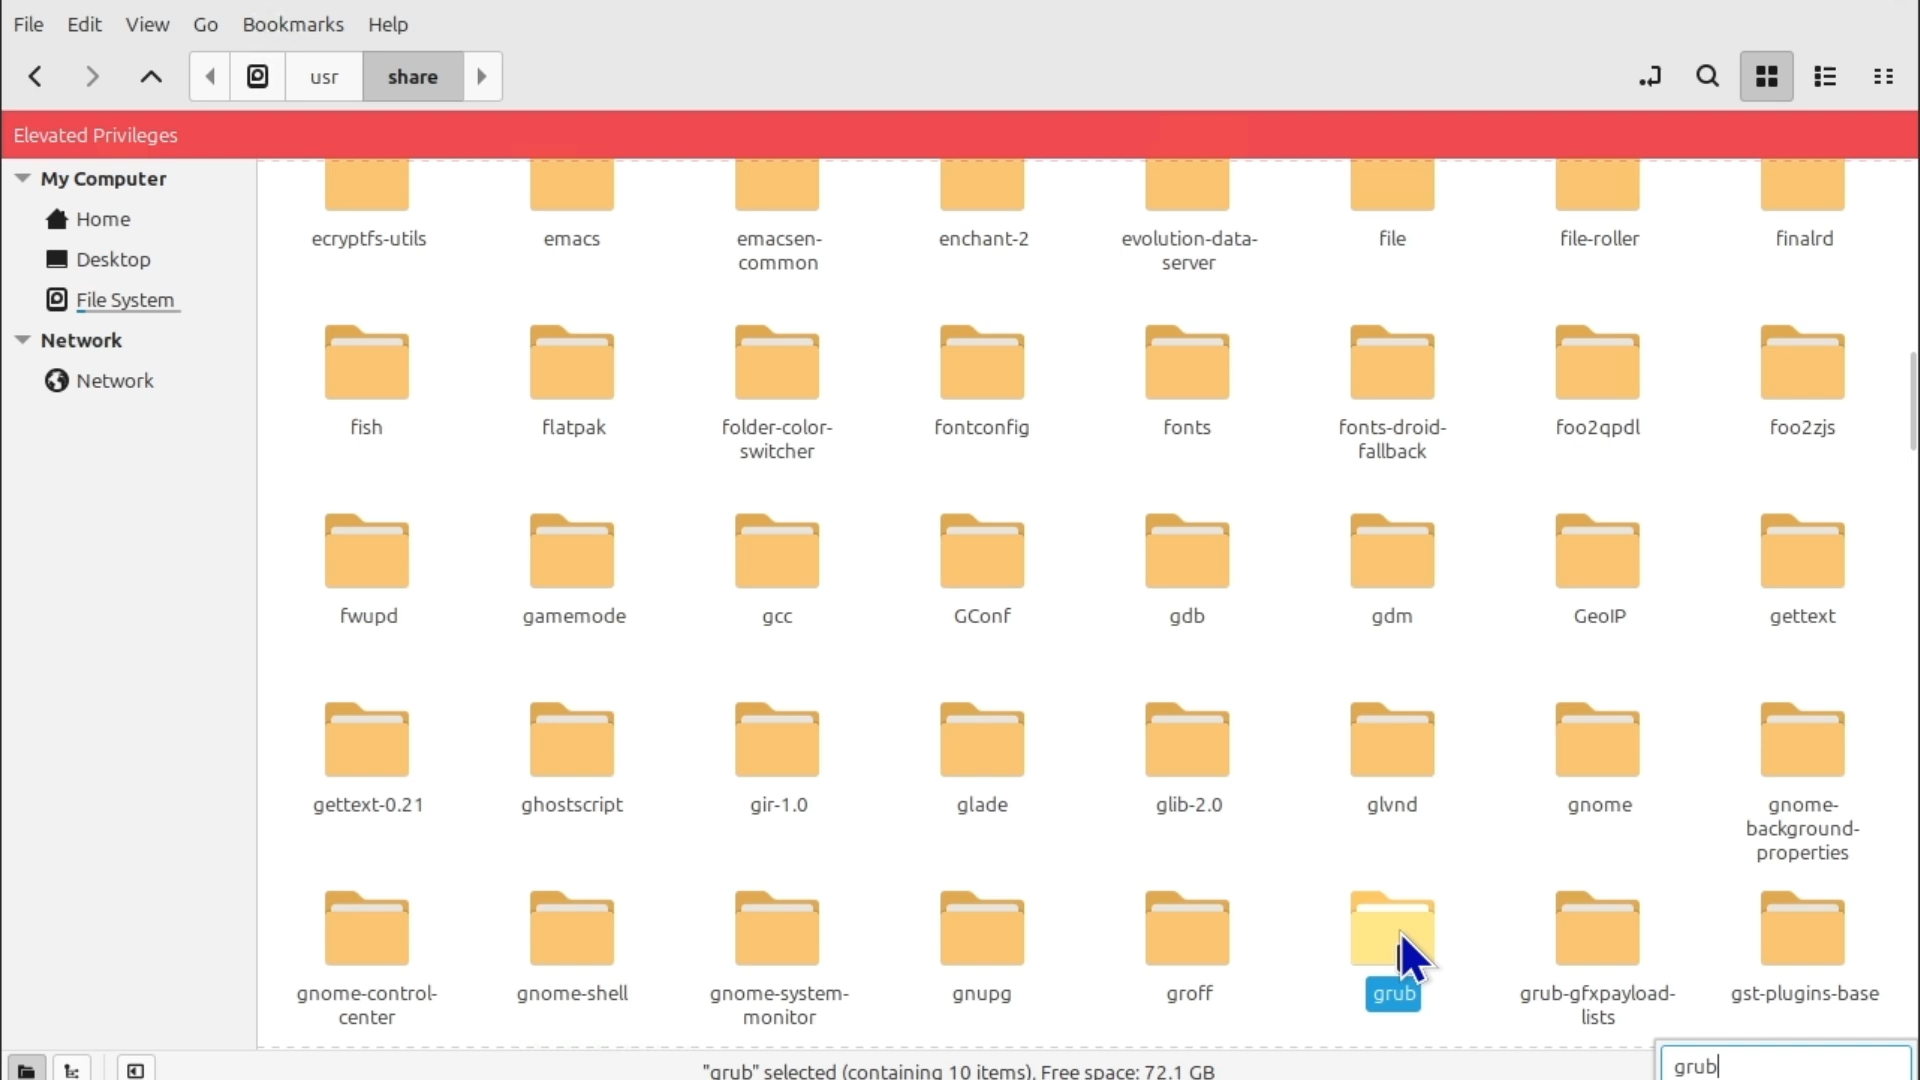 File Edit View Go Bookmarks Help
usr share
Elevated Privileges
My Computer
Home
Desktop
File System
Network
Network
ecryptfs-utils
emacs
emacsen-
common
enchant-2
evolution-data-
server
file
file-roller
finalrd
fish
flatpak
folder-color-
switcher
fontconfig
fonts
fonts-droid-
fallback
foo2qpdl
foo2zjs
fwupd
gamemode
gcc
GConf
gdb
gdm
GeoIP
gettext
gettext-0.21
ghostscript
gir-1.0
glade
glib-2.0
glvnd
gnome
gnome-
background-
properties
gnome-control-
center
gnome-shell
gnome-system-
monitor
gnupg
groff
grub
grub-gfxpayload-
lists
gst-plugins-base
"grub" selected (containing 10 items), Free space: 72.1 GB
grub